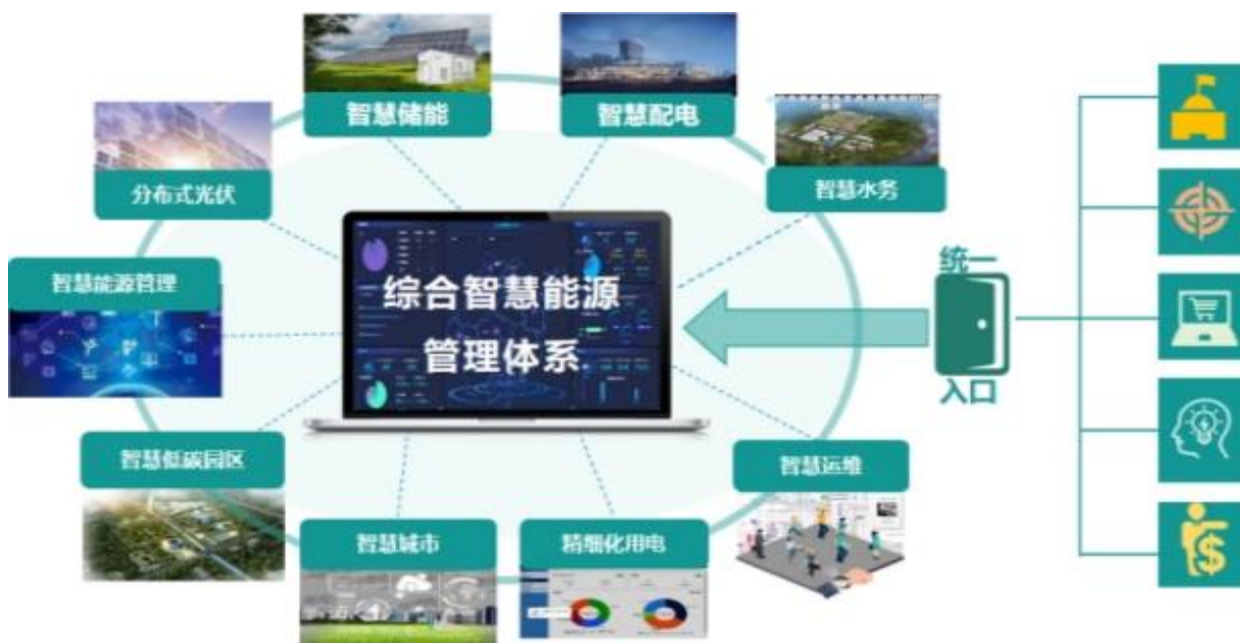 智慧储能
智慧配电
分布式光伏
智慧水务
智慧能源管理
综合智慧能源
管理体系
统一
入口
智慧低碳园区
智慧运维
智慧城市
精细化用电